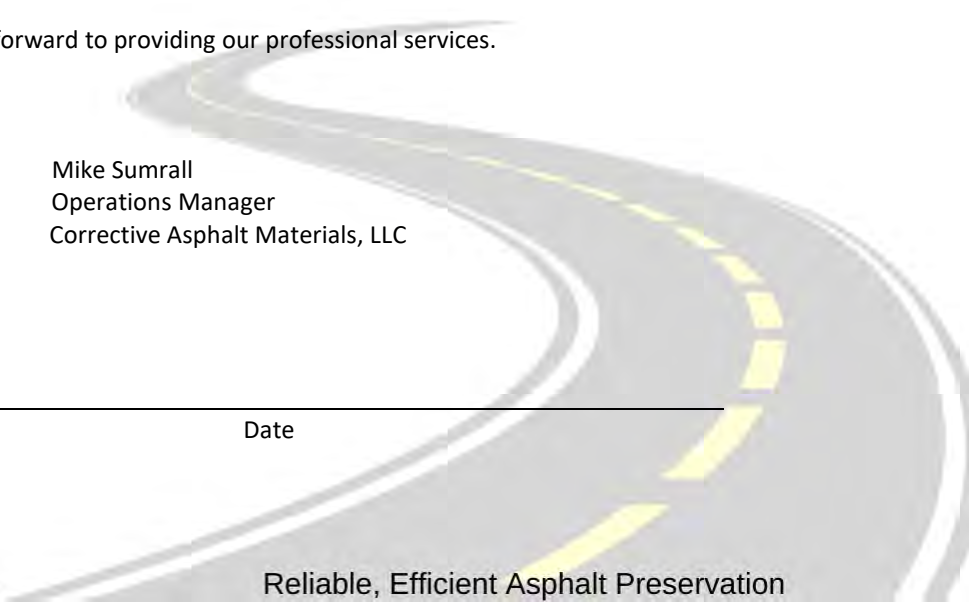 forward to providing our professional services.
Mike Sumrall
Operations Manager
Corrective Asphalt Materials, LLC
Date
Reliable, Efficient Asphalt Preservation